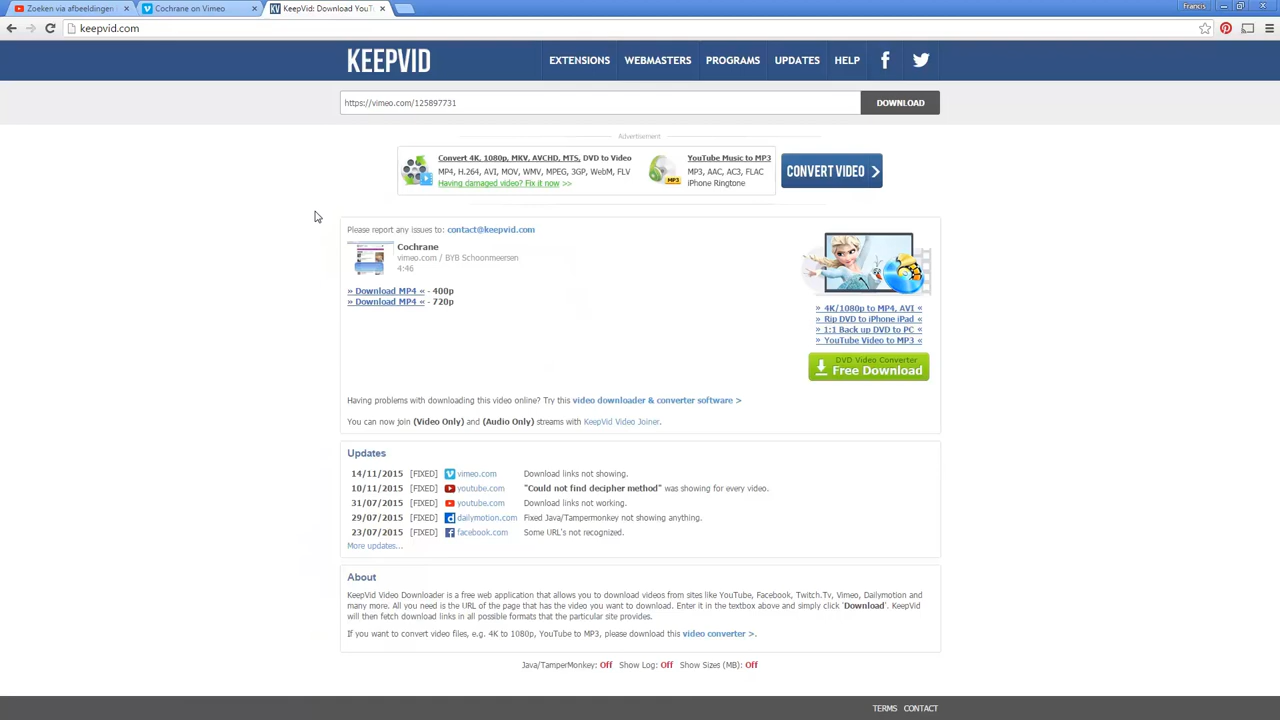 Zoeken via afbeeldingen
Cochrane on Vimeo
KeepVid: Download YouT
Francis
keepvid.com
KEEPVID
EXTENSIONS WEBMASTERS PROGRAMS UPDATES HELP
https://vimeo.com/125897731
DOWNLOAD
Advertisement
Convert 4K, 1080p, MKV, AVCHD, MTS, DVD to Video
MP4, H.264, AVI, MOV, WMV, MPEG, 3GP, WebM, FLV
Having damaged video? Fix it now >>
MP3
YouTube Music to MP3
MP3, AAC, AC3, FLAC
iPhone Ringtone
CONVERT VIDEO >
Please report any issues to: contact@keepvid.com
Cochrane
vimeo.com / BYB Schoonmeersen
4:46
» Download MP4 « - 400p
» Download MP4 « - 720p
» 4K/1080p to MP4, AVI «
» Rip DVD to iPhone iPad «
» 1:1 Back up DVD to PC «
» YouTube Video to MP3 «
DVD Video Converter
Free Download
Having problems with downloading this video online? Try this video downloader & converter software >
You can now join (Video Only) and (Audio Only) streams with KeepVid Video Joiner.
Updates
14/11/2015 [FIXED] vimeo.com Download links not showing.
10/11/2015 [FIXED] youtube.com "Could not find decipher method" was showing for every video.
31/07/2015 [FIXED] youtube.com Download links not working.
29/07/2015 [FIXED] dailymotion.com Fixed Java/Tampermonkey not showing anything.
23/07/2015 [FIXED] facebook.com Some URL's not recognized.
More updates...
About
KeepVid Video Downloader is a free web application that allows you to download videos from sites like YouTube, Facebook, Twitch.Tv, Vimeo, Dailymotion and
many more. All you need is the URL of the page that has the video you want to download. Enter it in the textbox above and simply click 'Download'. KeepVid
will then fetch download links in all possible formats that the particular site provides.
If you want to convert video files, e.g. 4K to 1080p, YouTube to MP3, please download this video converter >.
Java/TamperMonkey: Off Show Log: Off Show Sizes (MB): Off
TERMS CONTACT